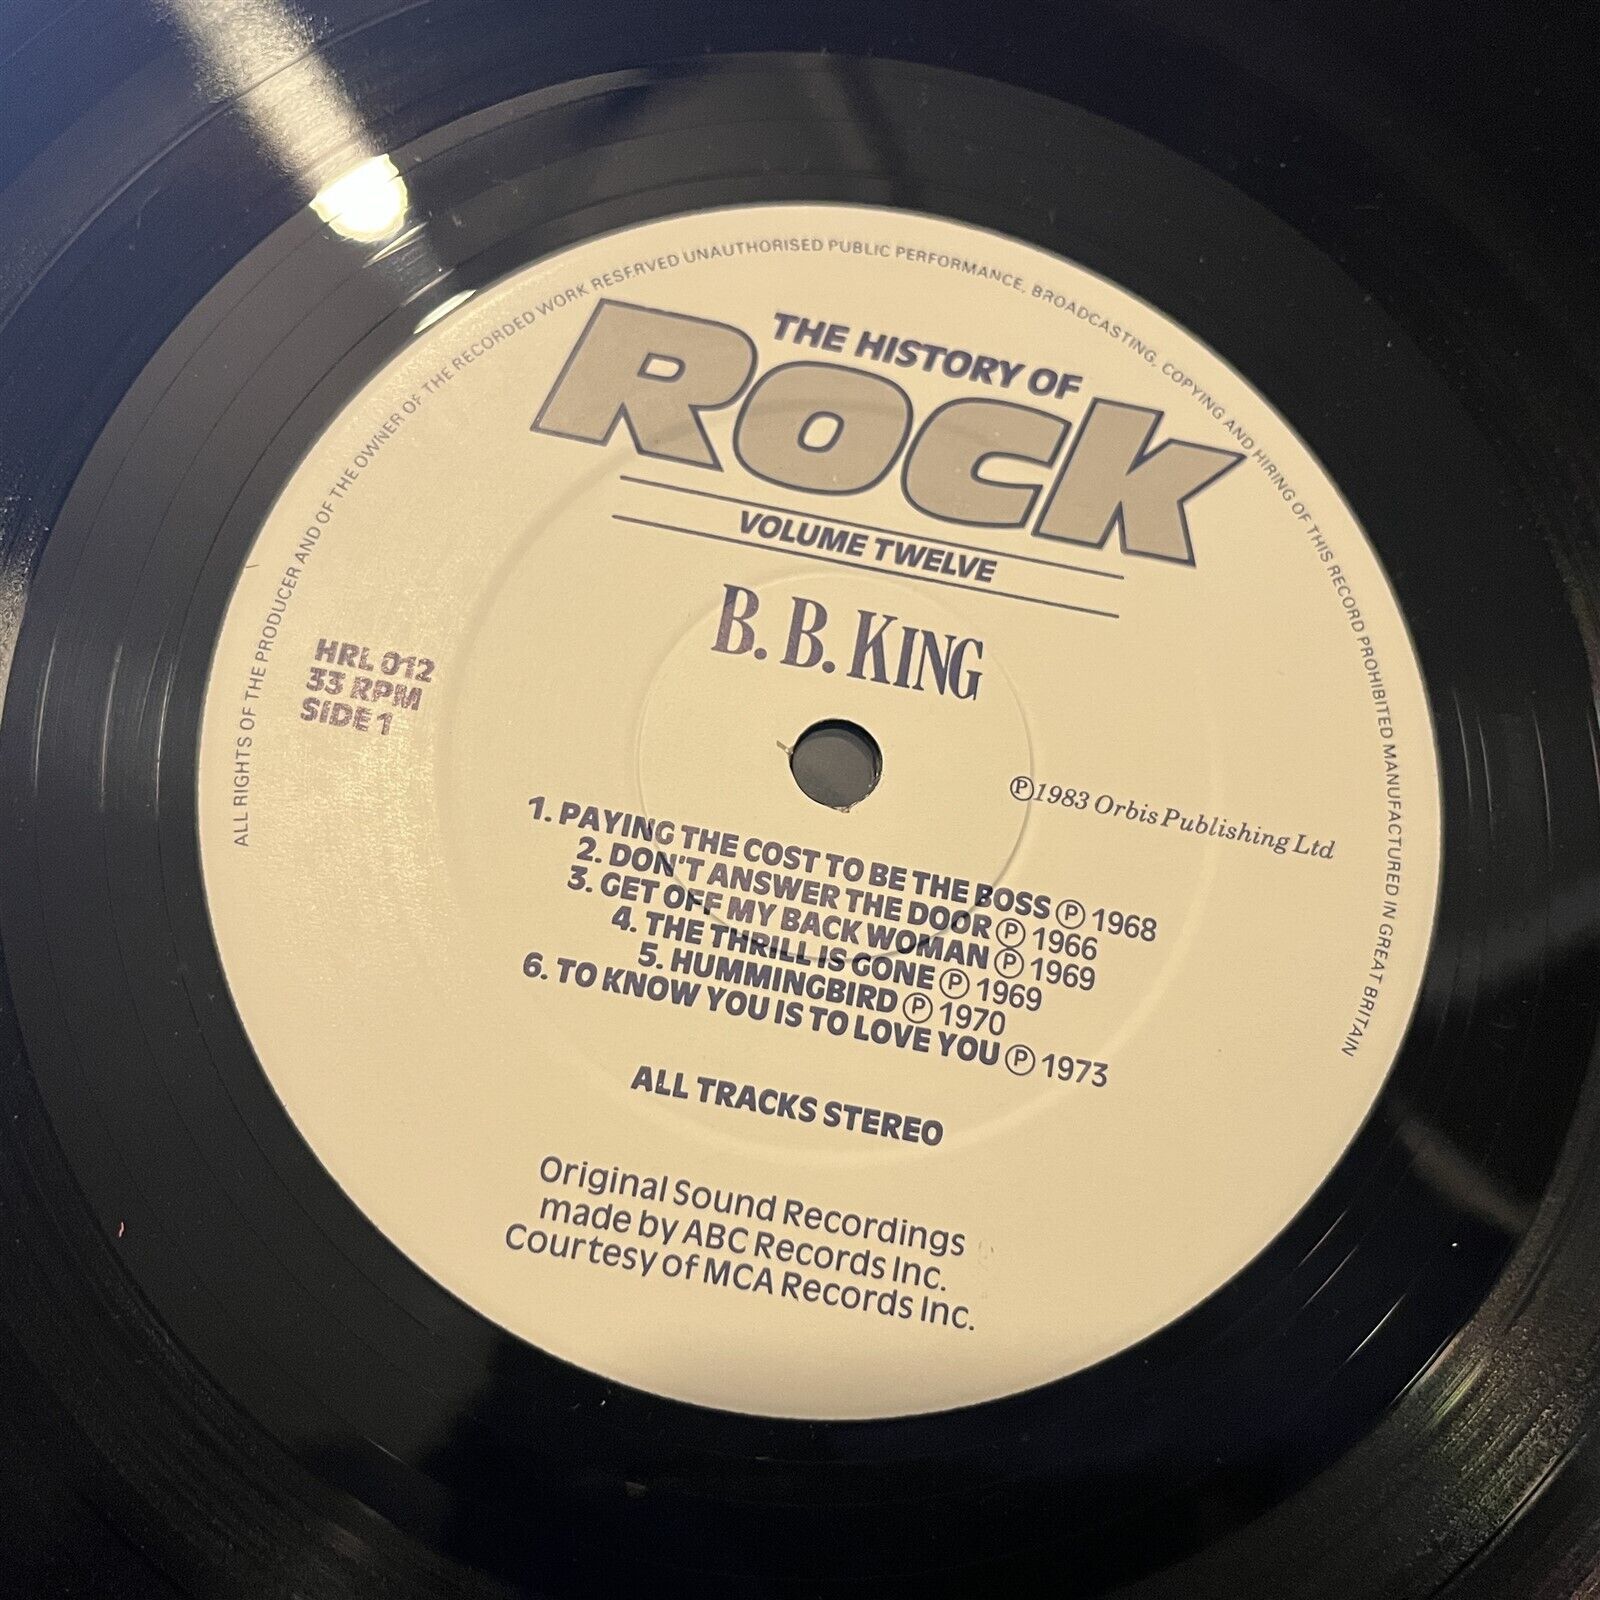 ALL RIGHTS OF THE PRODUCER AND OF THE OWNER OF THE RECORDED WORK RESERVED UNAUTHORISED PUBLIC PERFORMANCE, BROADCASTING, COPYING AND HIRING OF THIS RECORD PROHIBITED MANUFACTURED IN GREAT BRITAIN
THE HISTORY OF
ROCK
VOLUME TWELVE
B. B. KING
HRL 012
33 RPM
SIDE 1
Ⓟ1983 Orbis Publishing Ltd
1. PAYING THE COST TO BE THE BOSS Ⓟ 1968
2. DON'T ANSWER THE DOOR Ⓟ 1966
3. GET OFF MY BACK WOMAN Ⓟ 1969
4. THE THRILL IS GONE Ⓟ 1969
5. HUMMINGBIRD Ⓟ 1970
6. TO KNOW YOU IS TO LOVE YOU Ⓟ 1973
ALL TRACKS STEREO
Original Sound Recordings
made by ABC Records Inc.
Courtesy of MCA Records Inc.